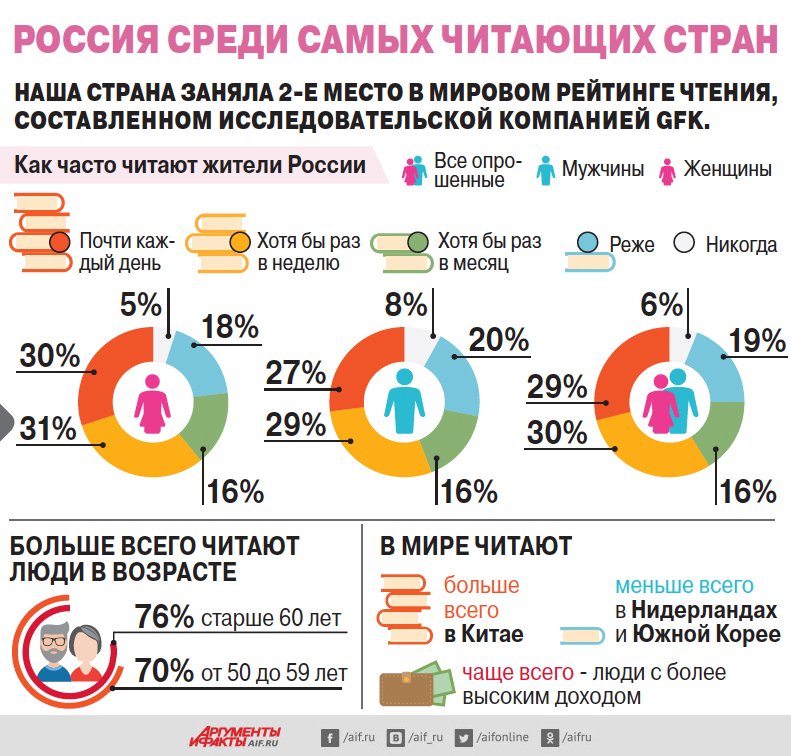 РОССИЯ СРЕДИ САМЫХ ЧИТАЮЩИХ СТРАН
НАША СТРАНА ЗАНЯЛА 2-Е МЕСТО В МИРОВОМ РЕЙТИНГЕ ЧТЕНИЯ,
СОСТАВЛЕННОМ ИССЛЕДОВАТЕЛЬСКОЙ КОМПАНИЕЙ GFK.
Как часто читают жители России
Все опро-
шенные
Мужчины
Женщины
Почти каж-
дый день
Хотя бы раз
в неделю
Хотя бы раз
в месяц
Реже
Никогда
5%
18%
30%
31%
16%
8%
20%
27%
29%
16%
6%
19%
29%
30%
16%
БОЛЬШЕ ВСЕГО ЧИТАЮТ
ЛЮДИ В ВОЗРАСТЕ
76% старше 60 лет
70% от 50 до 59 лет
В МИРЕ ЧИТАЮТ
больше
всего
в Китае
меньше всего
в Нидерландах
и Южной Корее
чаще всего - люди с более
высоким доходом
АРГУМЕНТЫ
И ФАКТЫ AIF.RU
/aif.ru
/aif_ru
/aifonline
/aifru